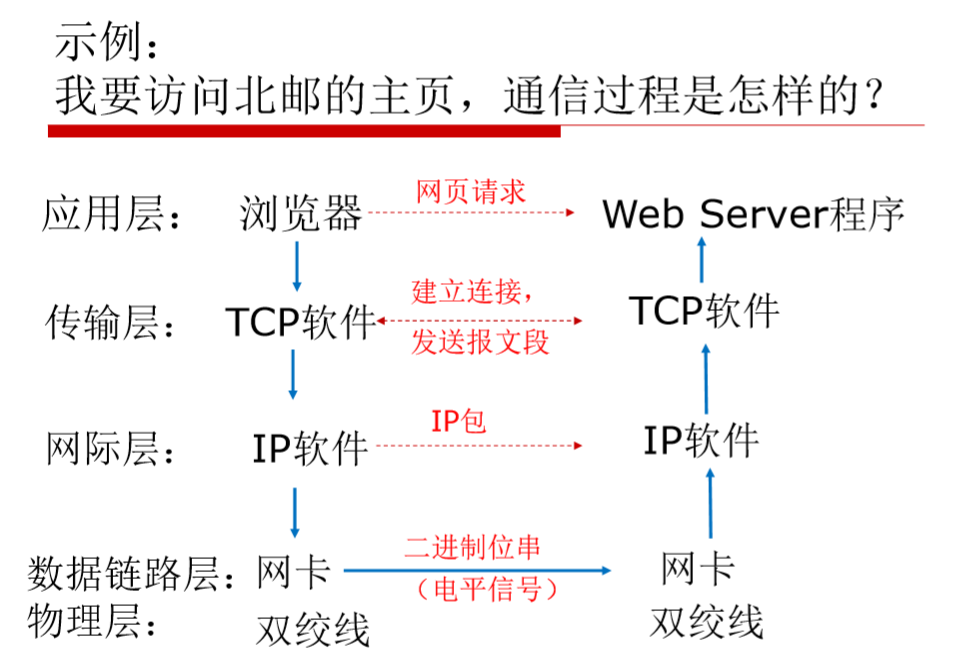 示例：
我要访问北邮的主页，通信过程是怎样的？
应用层： 浏览器 网页请求 Web Server程序
传输层： TCP软件 建立连接， TCP软件
发送报文段
网际层： IP软件 IP包 IP软件
数据链路层： 网卡 二进制位串 网卡
（电平信号）
物理层： 双绞线 双绞线